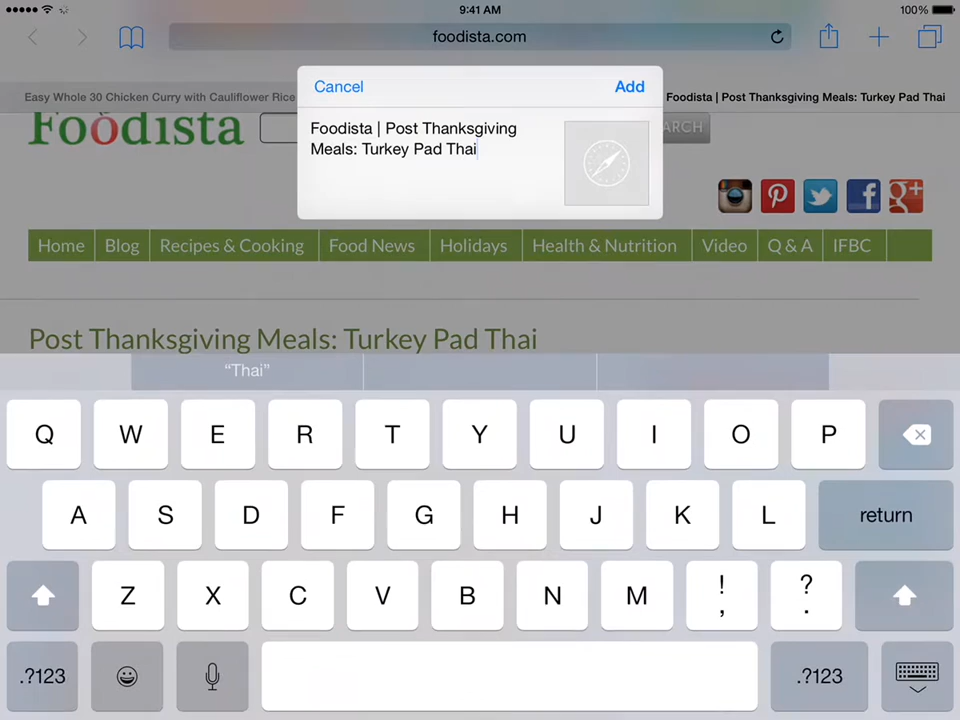 9:41 AM
100%
foodista.com
Cancel
Add
Easy Whole 30 Chicken Curry with Cauliflower Rice
Foodista | Post Thanksgiving Meals: Turkey Pad Thai
Foodista | Post Thanksgiving
Meals: Turkey Pad Thai
Foodista
ARCH
Home Blog Recipes & Cooking Food News Holidays Health & Nutrition Video Q & A IFBC
Post Thanksgiving Meals: Turkey Pad Thai
“Thai”
Q W E R T Y U I O P
A S D F G H J K L return
Z X C V B N M ! , ? .
.?123 .?123